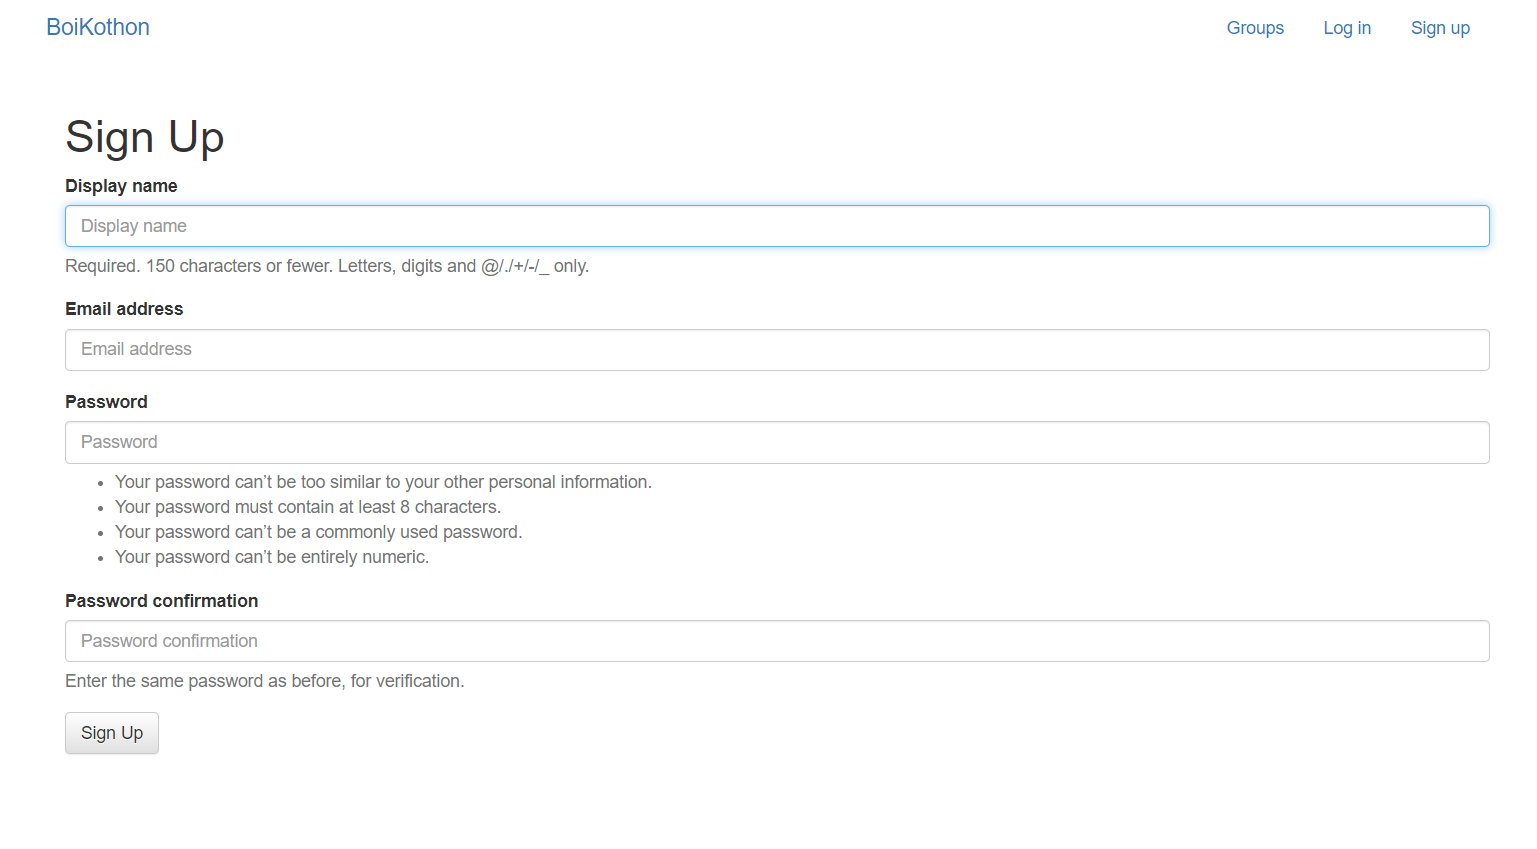 BoiKothon
Groups Log in Sign up
Sign Up
Display name
Display name
Required. 150 characters or fewer. Letters, digits and @/./+/-/_ only.
Email address
Email address
Password
Password
• Your password can’t be too similar to your other personal information.
• Your password must contain at least 8 characters.
• Your password can’t be a commonly used password.
• Your password can’t be entirely numeric.
Password confirmation
Password confirmation
Enter the same password as before, for verification.
Sign Up